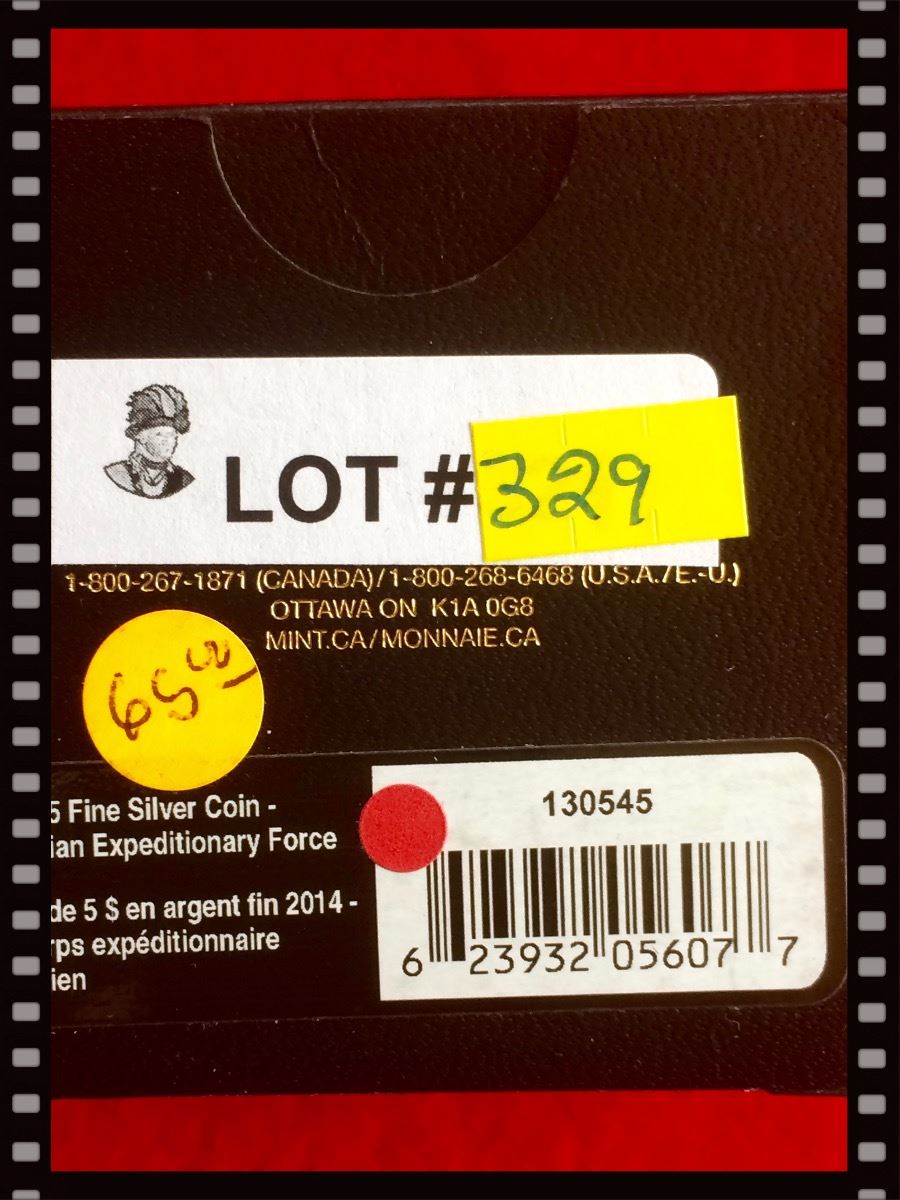 LOT #329
1-800-267-1871 (CANADA)/1-800-268-6468 (U.S.A./E.-U.)
OTTAWA ON K1A 0G8
MINT.CA/MONNAIE.CA
65 00
5 Fine Silver Coin -
ian Expeditionary Force
de 5 $ en argent fin 2014 -
rps expéditionnaire
ien
130545
6 23932 05607 7